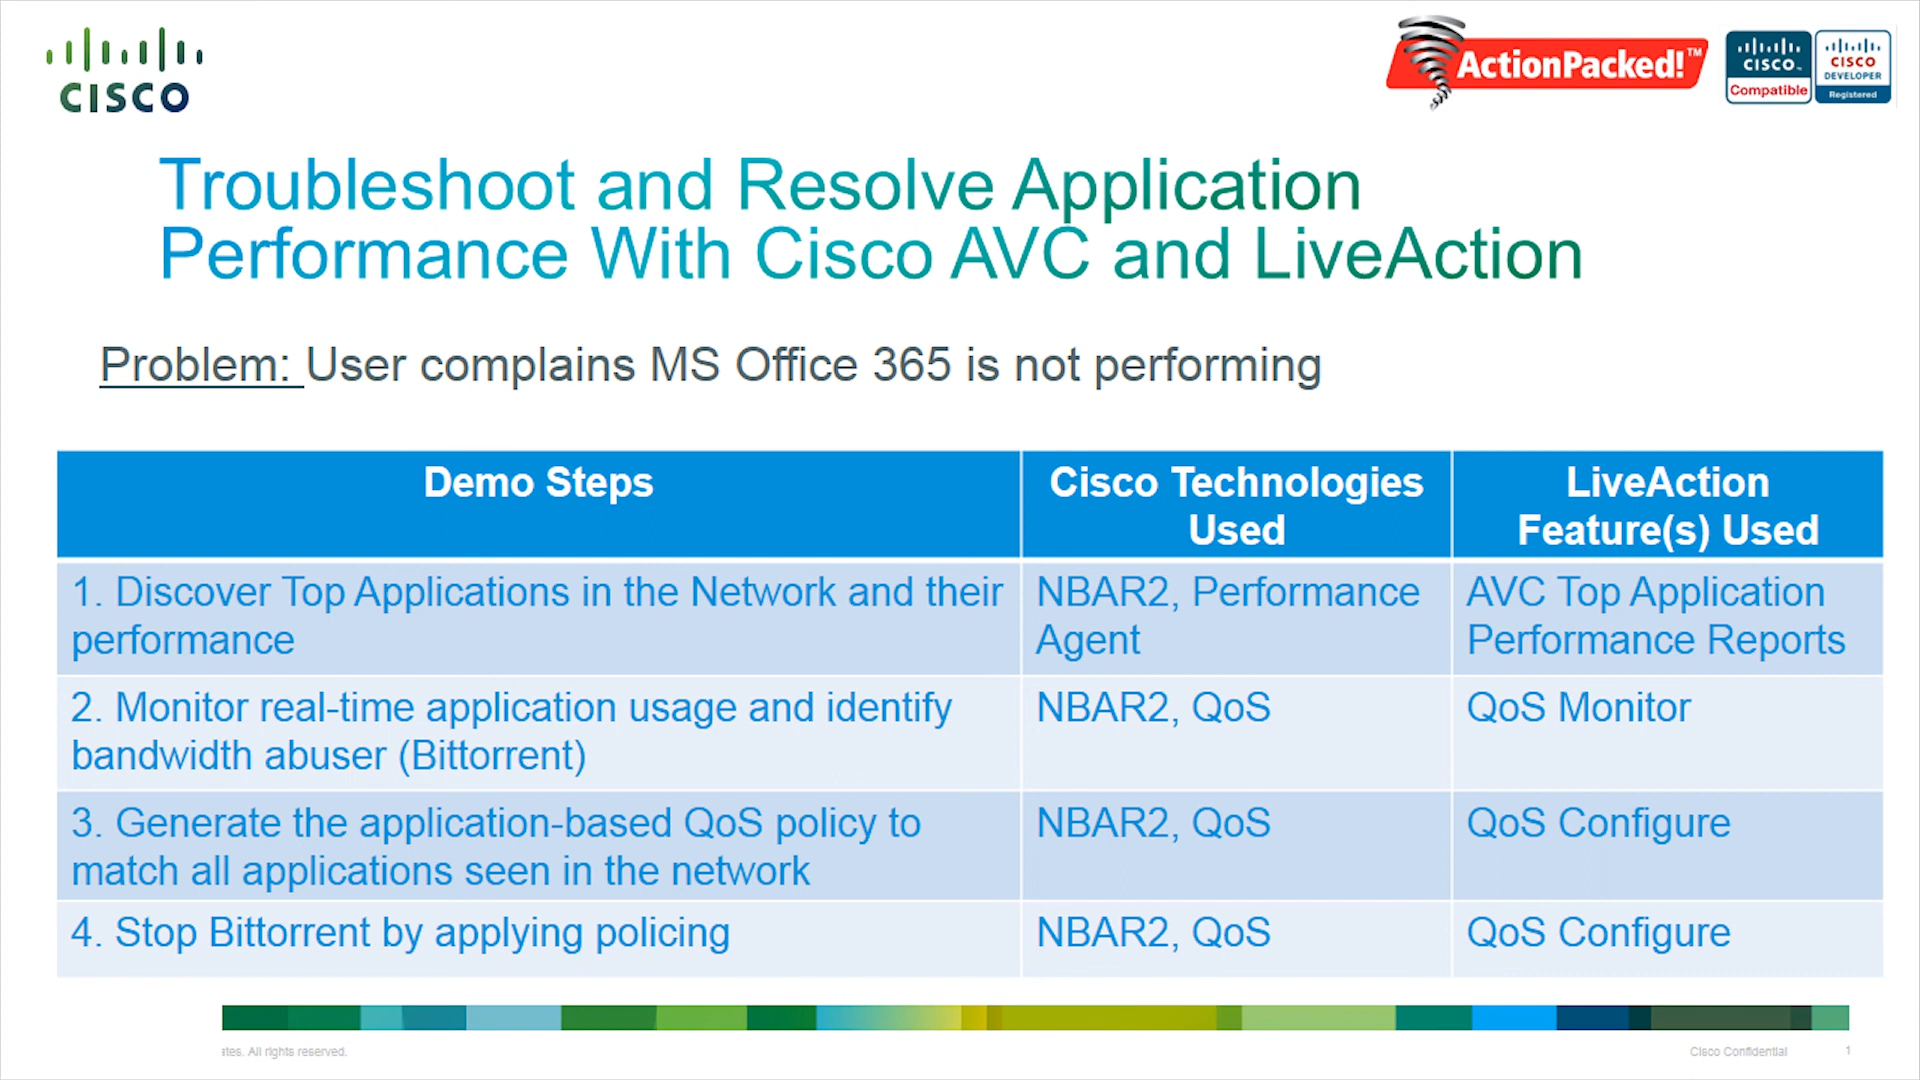 CISCO
ActionPacked!™
CISCO™
Compatible
CISCO
DEVELOPER
Registered
Troubleshoot and Resolve Application
Performance With Cisco AVC and LiveAction
Problem: User complains MS Office 365 is not performing
Demo Steps
Cisco Technologies
Used
LiveAction
Feature(s) Used
1. Discover Top Applications in the Network and their
performance
NBAR2, Performance
Agent
AVC Top Application
Performance Reports
2. Monitor real-time application usage and identify
bandwidth abuser (Bittorrent)
NBAR2, QoS
QoS Monitor
3. Generate the application-based QoS policy to
match all applications seen in the network
NBAR2, QoS
QoS Configure
4. Stop Bittorrent by applying policing
NBAR2, QoS
QoS Configure
All rights reserved.
Cisco Confidential
1